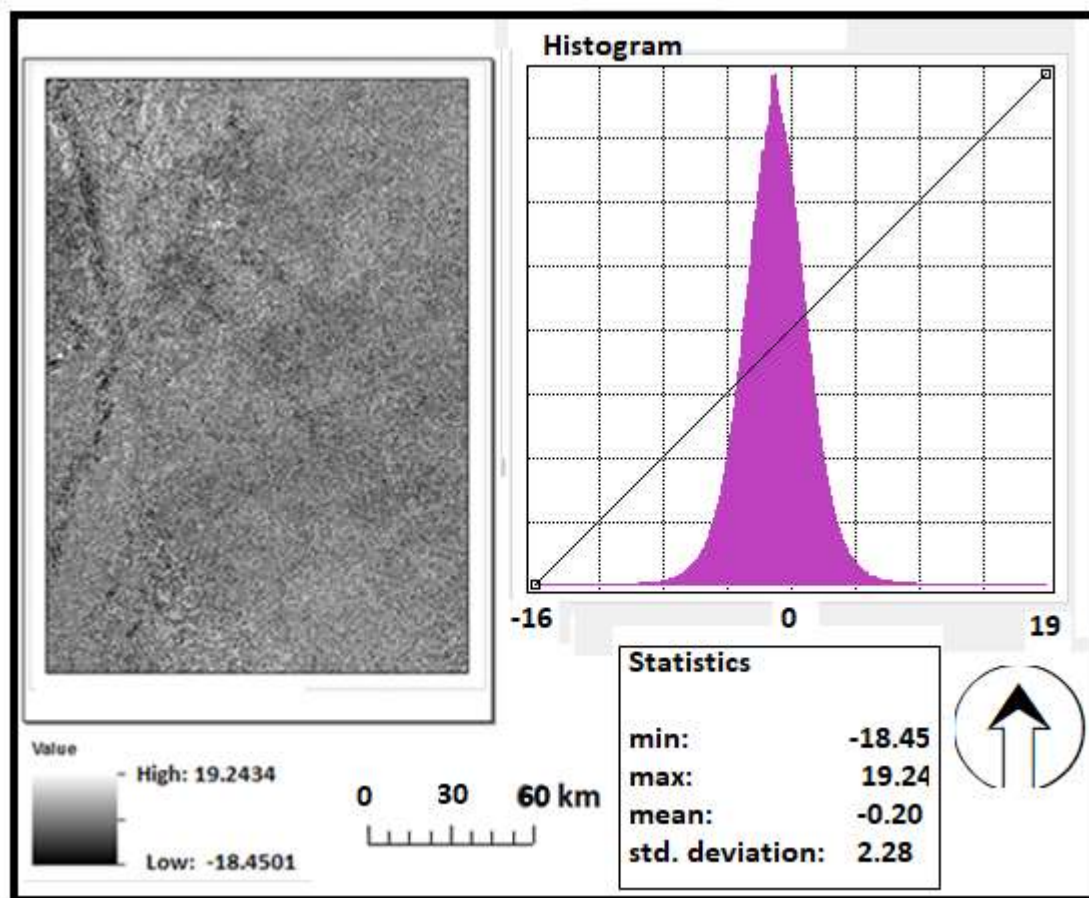 Histogram
-16 0 19
Value
High: 19.2434
Low: -18.4501
0 30 60 km
Statistics
min: -18.45
max: 19.24
mean: -0.20
std. deviation: 2.28